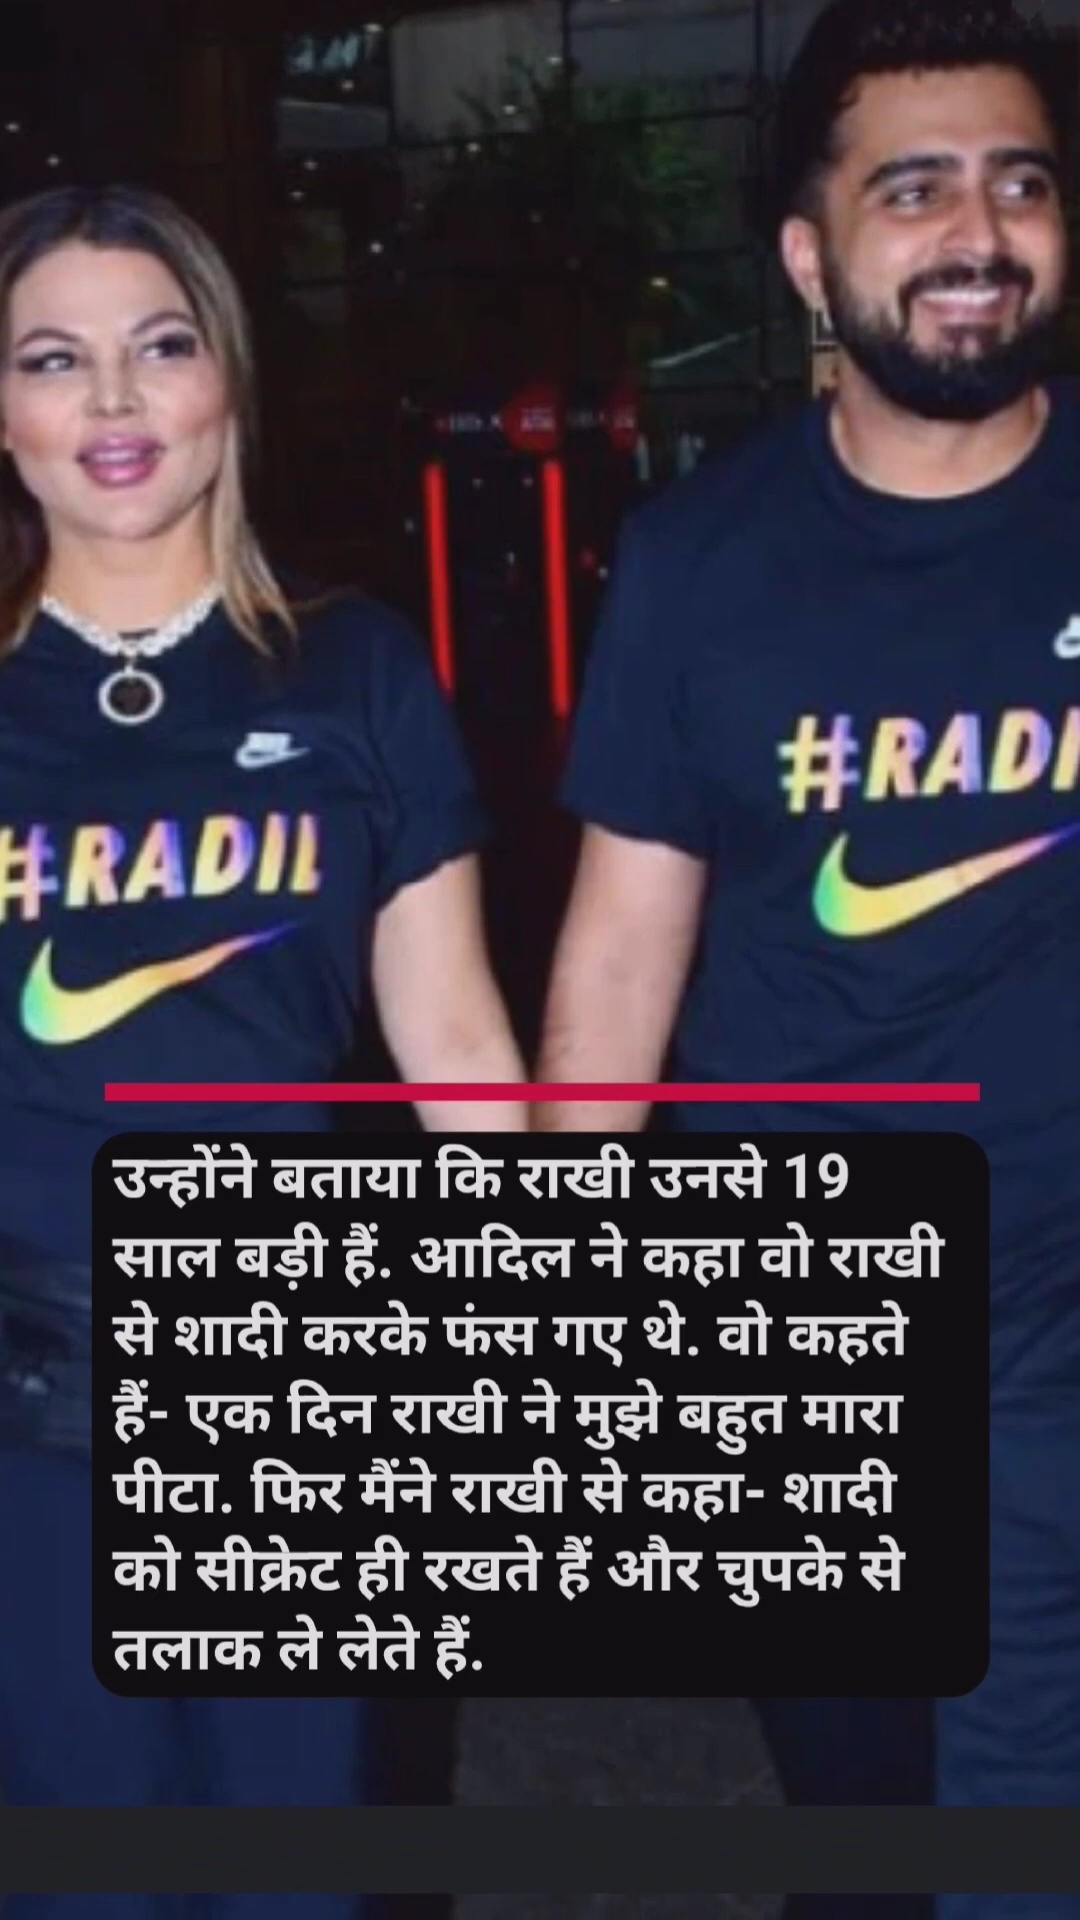 #RADIL
#RADI
उन्होंने बताया कि राखी उनसे 19
साल बड़ी हैं. आदिल ने कहा वो राखी
से शादी करके फंस गए थे. वो कहते
हैं- एक दिन राखी ने मुझे बहुत मारा
पीटा. फिर मैंने राखी से कहा- शादी
को सीक्रेट ही रखते हैं और चुपके से
तलाक ले लेते हैं.